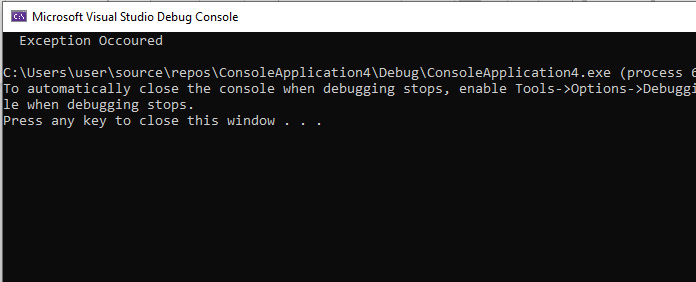 Microsoft Visual Studio Debug Console
Exception Occoured
C:\Users\user\source\repos\ConsoleApplication4\Debug\ConsoleApplication4.exe (process 6
To automatically close the console when debugging stops, enable Tools->Options->Debuggi
le when debugging stops.
Press any key to close this window . . .